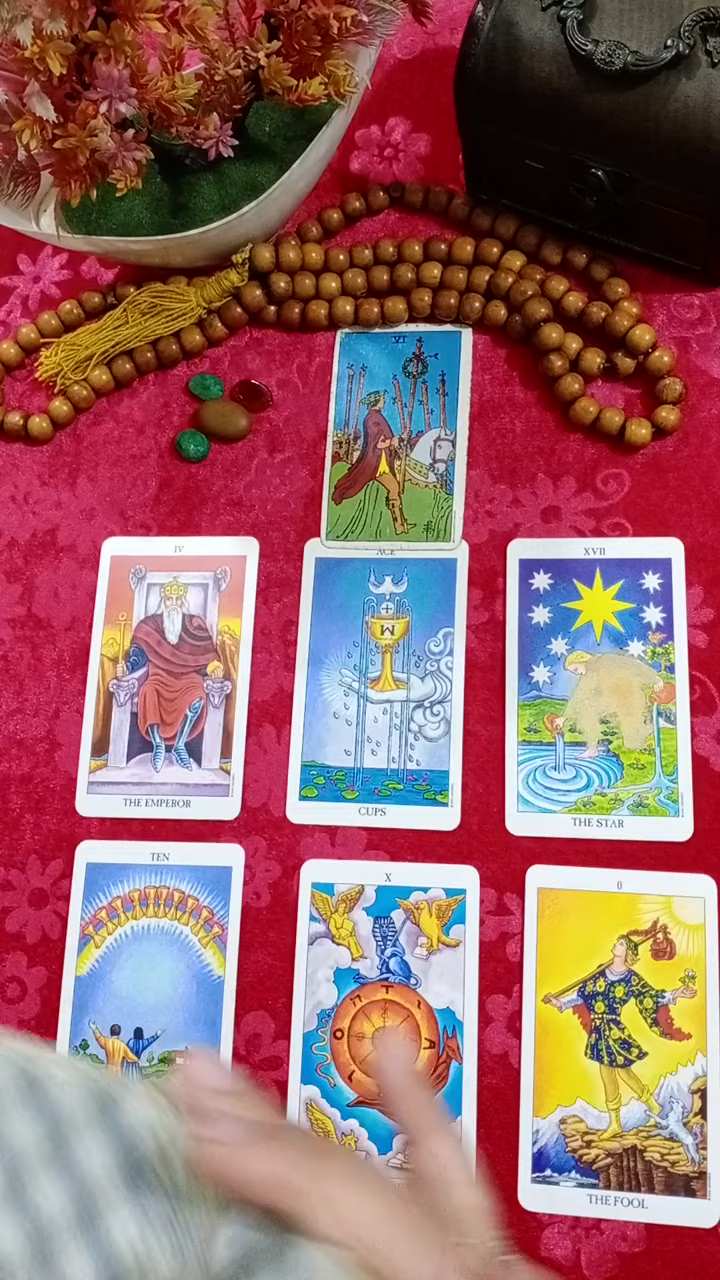 VI
IV
ACE
XVII
THE EMPEROR
CUPS
THE STAR
TEN
X
0
THE FOOL